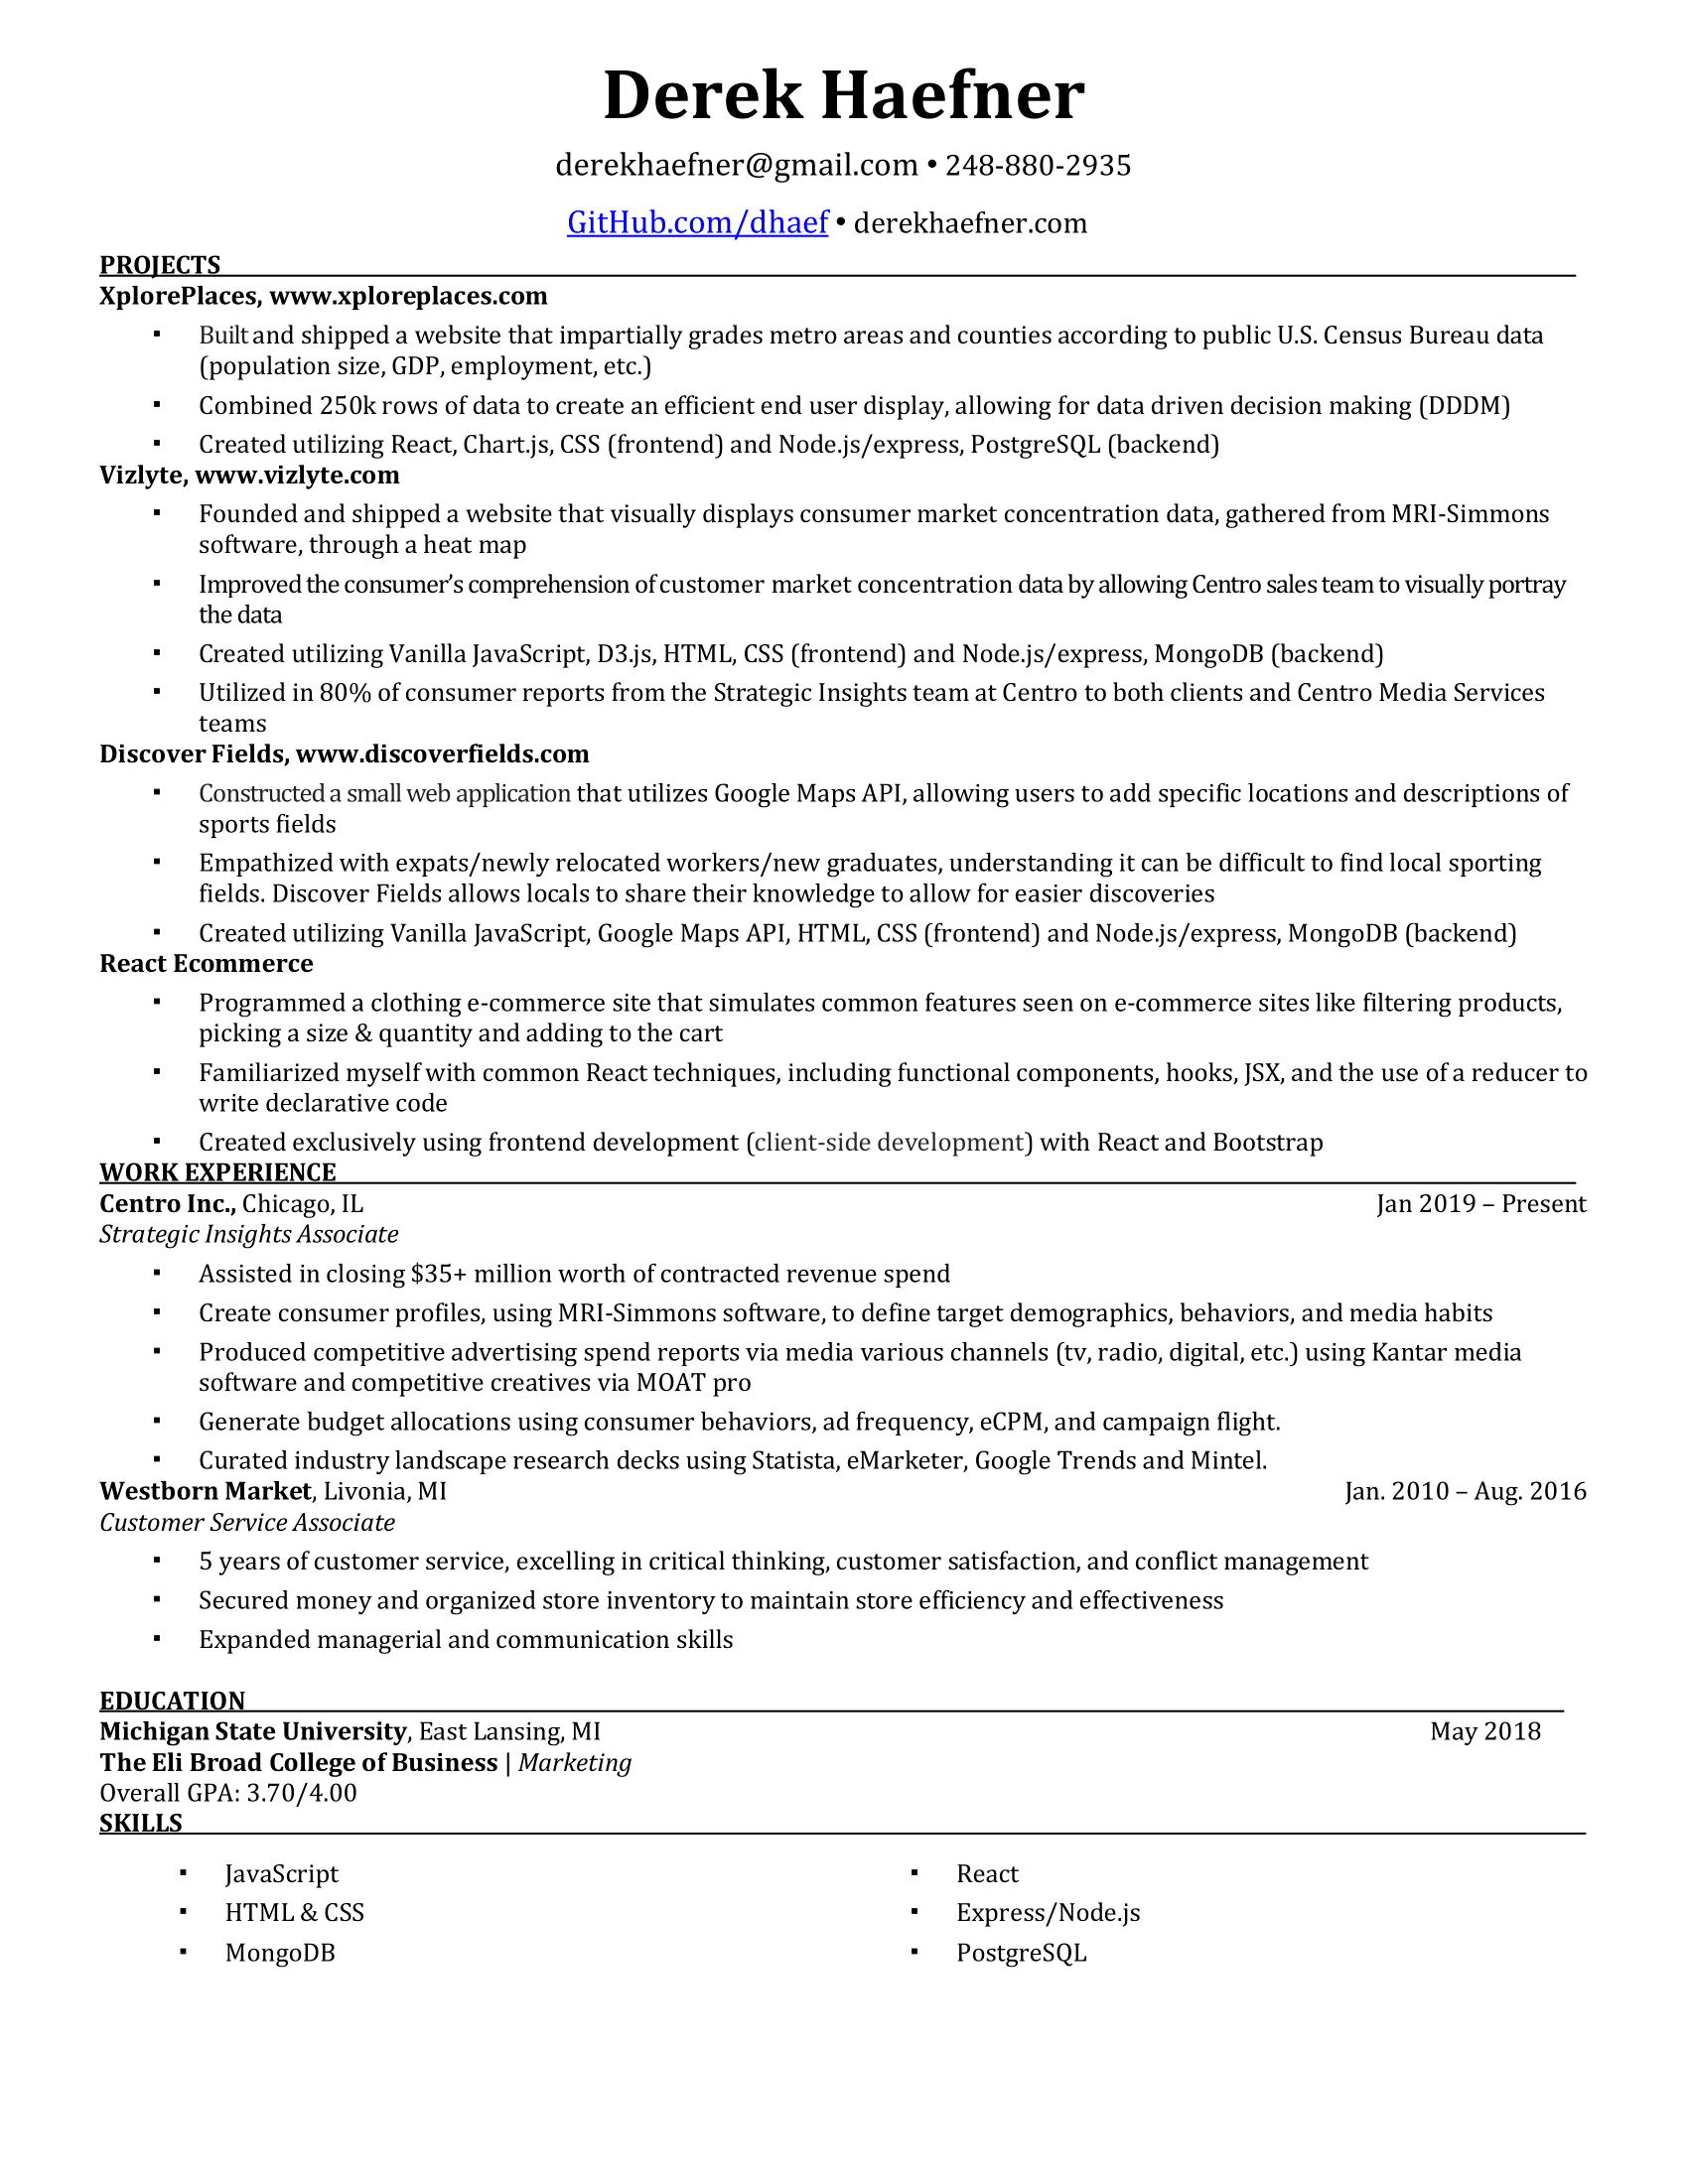 Derek Haefner
derekhaefner@gmail.com • 248-880-2935
GitHub.com/dhaef • derekhaefner.com
PROJECTS
XplorePlaces, www.xploreplaces.com
▪ Built and shipped a website that impartially grades metro areas and counties according to public U.S. Census Bureau data
(population size, GDP, employment, etc.)
▪ Combined 250k rows of data to create an efficient end user display, allowing for data driven decision making (DDDM)
▪ Created utilizing React, Chart.js, CSS (frontend) and Node.js/express, PostgreSQL (backend)
Vizlyte, www.vizlyte.com
▪ Founded and shipped a website that visually displays consumer market concentration data, gathered from MRI-Simmons
software, through a heat map
▪ Improved the consumer’s comprehension of customer market concentration data by allowing Centro sales team to visually portray
the data
▪ Created utilizing Vanilla JavaScript, D3.js, HTML, CSS (frontend) and Node.js/express, MongoDB (backend)
▪ Utilized in 80% of consumer reports from the Strategic Insights team at Centro to both clients and Centro Media Services
teams
Discover Fields, www.discoverfields.com
▪ Constructed a small web application that utilizes Google Maps API, allowing users to add specific locations and descriptions of
sports fields
▪ Empathized with expats/newly relocated workers/new graduates, understanding it can be difficult to find local sporting
fields. Discover Fields allows locals to share their knowledge to allow for easier discoveries
▪ Created utilizing Vanilla JavaScript, Google Maps API, HTML, CSS (frontend) and Node.js/express, MongoDB (backend)
React Ecommerce
▪ Programmed a clothing e-commerce site that simulates common features seen on e-commerce sites like filtering products,
picking a size & quantity and adding to the cart
▪ Familiarized myself with common React techniques, including functional components, hooks, JSX, and the use of a reducer to
write declarative code
▪ Created exclusively using frontend development (client-side development) with React and Bootstrap
WORK EXPERIENCE
Centro Inc., Chicago, IL Jan 2019 – Present
Strategic Insights Associate
▪ Assisted in closing $35+ million worth of contracted revenue spend
▪ Create consumer profiles, using MRI-Simmons software, to define target demographics, behaviors, and media habits
▪ Produced competitive advertising spend reports via media various channels (tv, radio, digital, etc.) using Kantar media
software and competitive creatives via MOAT pro
▪ Generate budget allocations using consumer behaviors, ad frequency, eCPM, and campaign flight.
▪ Curated industry landscape research decks using Statista, eMarketer, Google Trends and Mintel.
Westborn Market, Livonia, MI Jan. 2010 – Aug. 2016
Customer Service Associate
▪ 5 years of customer service, excelling in critical thinking, customer satisfaction, and conflict management
▪ Secured money and organized store inventory to maintain store efficiency and effectiveness
▪ Expanded managerial and communication skills
EDUCATION
Michigan State University, East Lansing, MI May 2018
The Eli Broad College of Business | Marketing
Overall GPA: 3.70/4.00
SKILLS
▪ JavaScript
▪ HTML & CSS
▪ MongoDB
▪ React
▪ Express/Node.js
▪ PostgreSQL